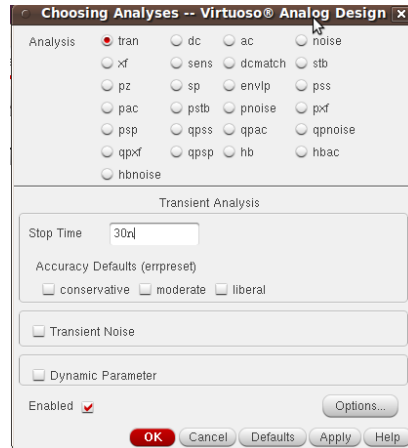 Choosing Analyses -- Virtuoso® Analog Design
Analysis tran dc ac noise
xf sens dcmatch stb
pz sp envlp pss
pac pstb pnoise pxf
psp qpss qpac qpnoise
qpxf qpsp hb hbac
hbnoise
Transient Analysis
Stop Time 30n
Accuracy Defaults (errpreset)
conservative moderate liberal
Transient Noise
Dynamic Parameter
Enabled Options...
OK Cancel Defaults Apply Help